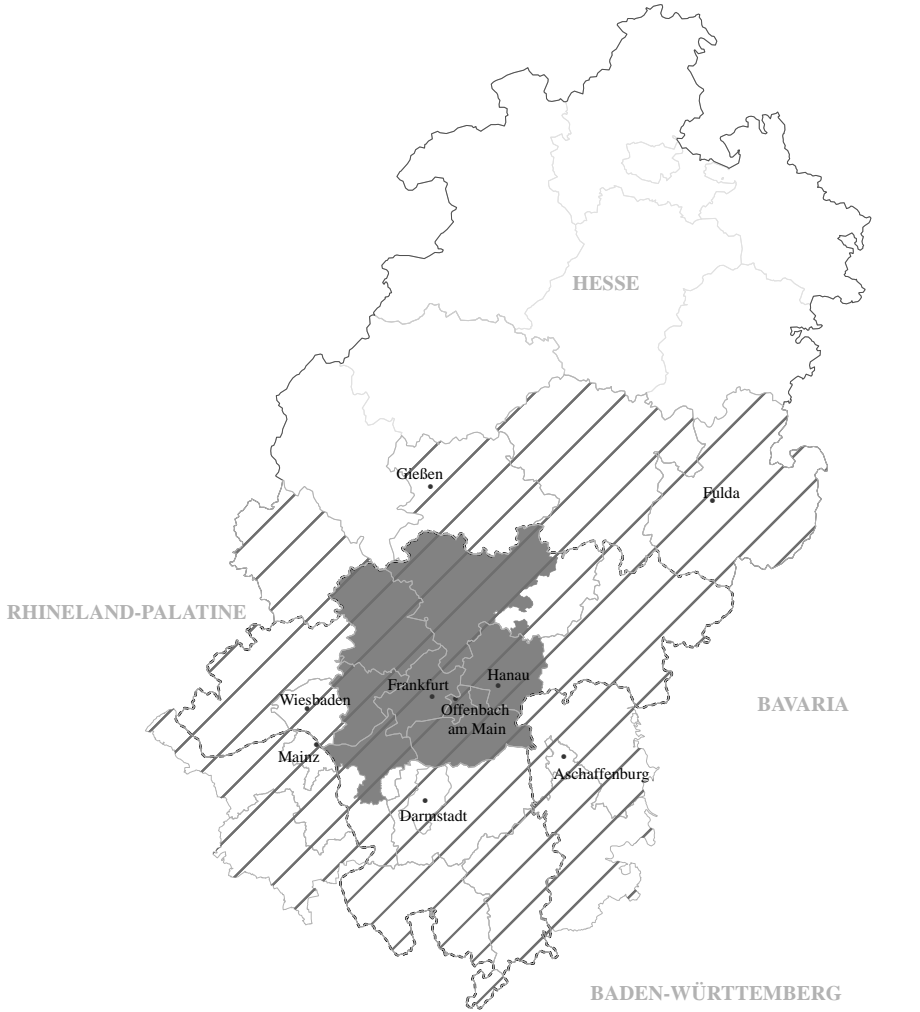 HESSE
Gießen
Fulda
RHINELAND-PALATINE
Hanau
Frankfurt
Wiesbaden
Offenbach
am Main
BAVARIA
Mainz
Aschaffenburg
Darmstadt
BADEN-WÜRTTEMBERG